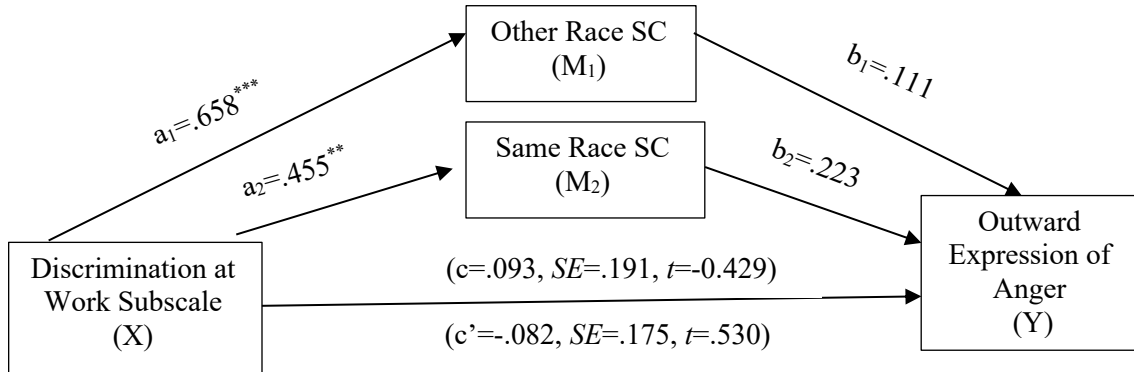 Other Race SC
(M₁)
a₁=.658***
b₁=.111
Same Race SC
(M₂)
a₂=.455**
b₂=.223
Discrimination at
Work Subscale
(X)
(c=.093, SE=.191, t=-0.429)
(c’=-.082, SE=.175, t=.530)
Outward
Expression of
Anger
(Y)